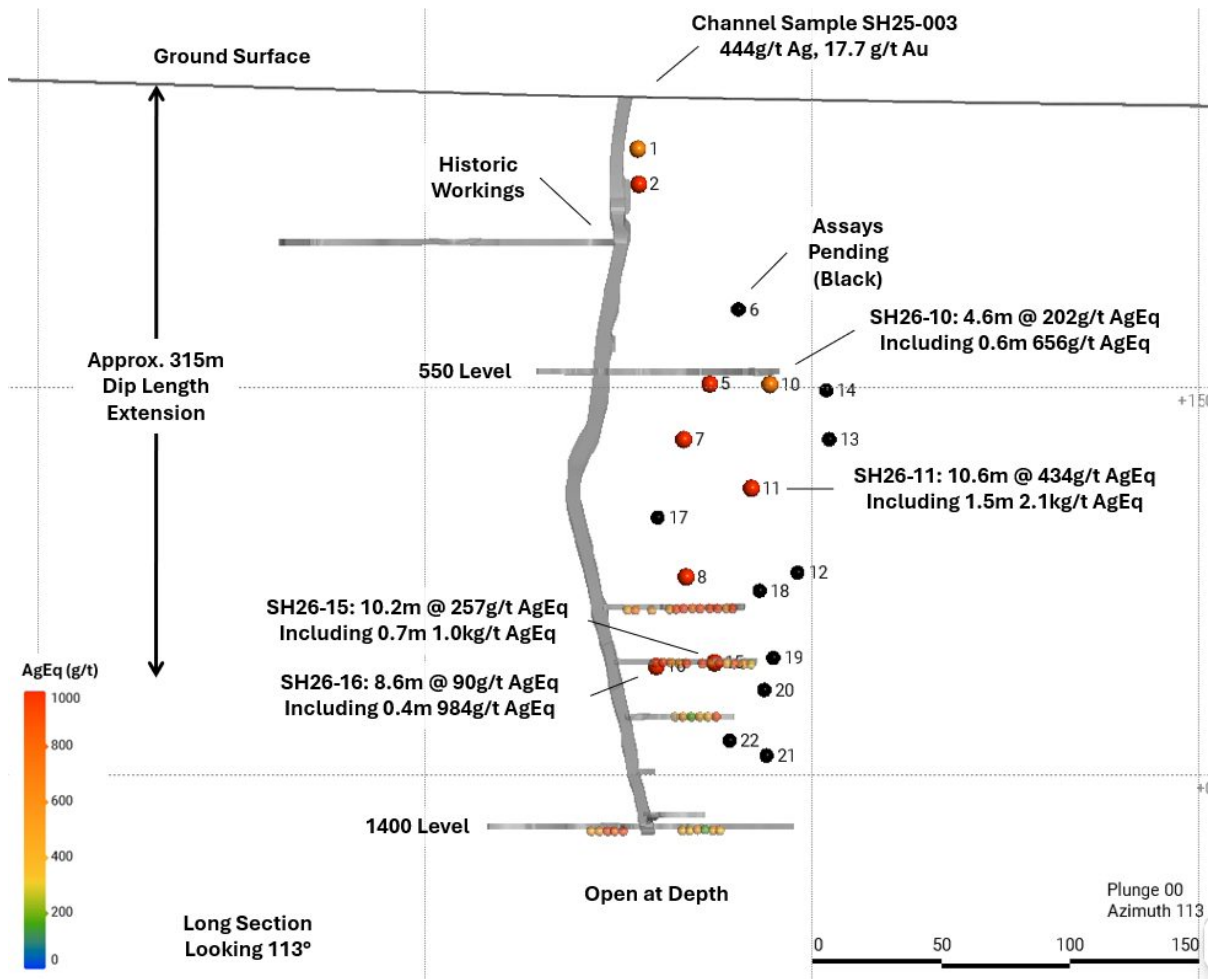 Channel Sample SH25-003
444g/t Ag, 17.7 g/t Au
Ground Surface
1
Historic
Workings
2
Assays
Pending
(Black)
6
SH26-10: 4.6m @ 202g/t AgEq
Including 0.6m 656g/t AgEq
Approx. 315m
Dip Length
Extension
550 Level
5
10
14
+150
7
13
SH26-11: 10.6m @ 434g/t AgEq
Including 1.5m 2.1kg/t AgEq
11
17
8
12
18
SH26-15: 10.2m @ 257g/t AgEq
Including 0.7m 1.0kg/t AgEq
19
15
16
AgEq (g/t)
SH26-16: 8.6m @ 90g/t AgEq
Including 0.4m 984g/t AgEq
20
1000
22
21
800
600
1400 Level
400
200
0
Open at Depth
Plunge 00
Azimuth 113
Long Section
Looking 113°
0
50
100
150